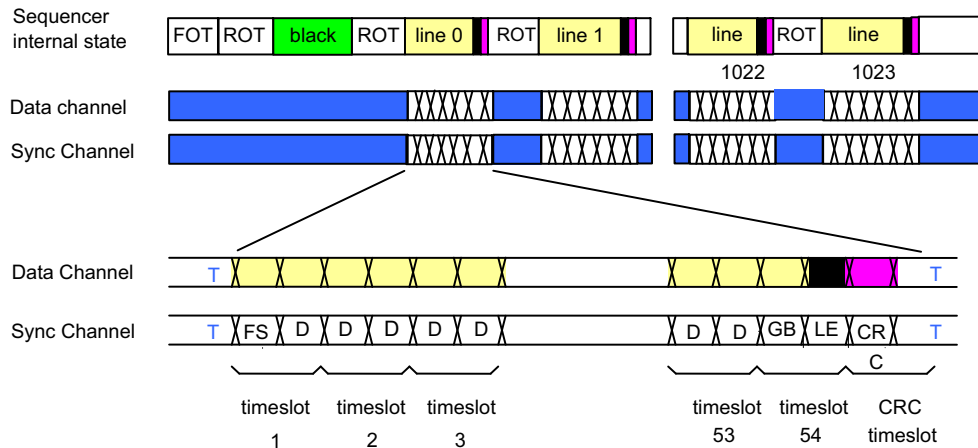 Sequencer
internal state
FOT ROT black ROT line 0 ROT line 1 line ROT line
1022 1023
Data channel
Sync Channel
Data Channel T T
Sync Channel T FS D D D D D D D GB LE CR T
C
timeslot timeslot timeslot timeslot timeslot CRC
1 2 3 53 54 timeslot